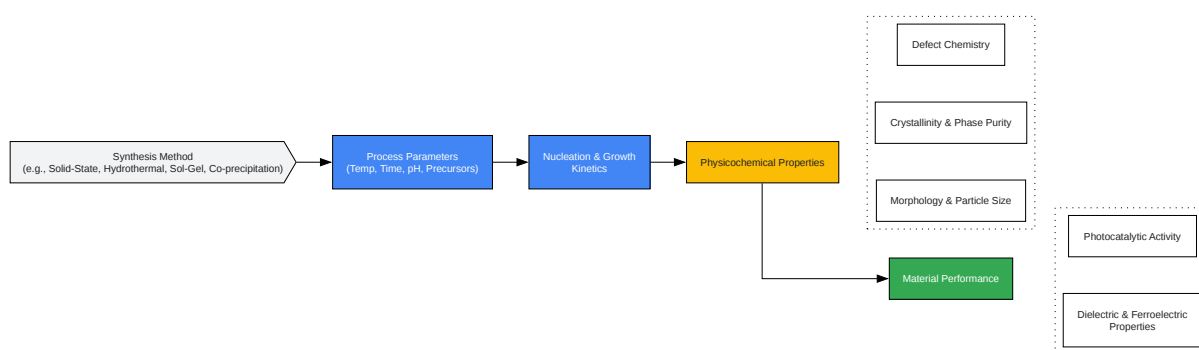 Synthesis Method
(e.g., Solid-State, Hydrothermal, Sol-Gel, Co-precipitation)
Process Parameters
(Temp, Time, pH, Precursors)
Nucleation & Growth
Kinetics
Physicochemical Properties
Defect Chemistry
Crystallinity & Phase Purity
Morphology & Particle Size
Material Performance
Photocatalytic Activity
Dielectric & Ferroelectric
Properties